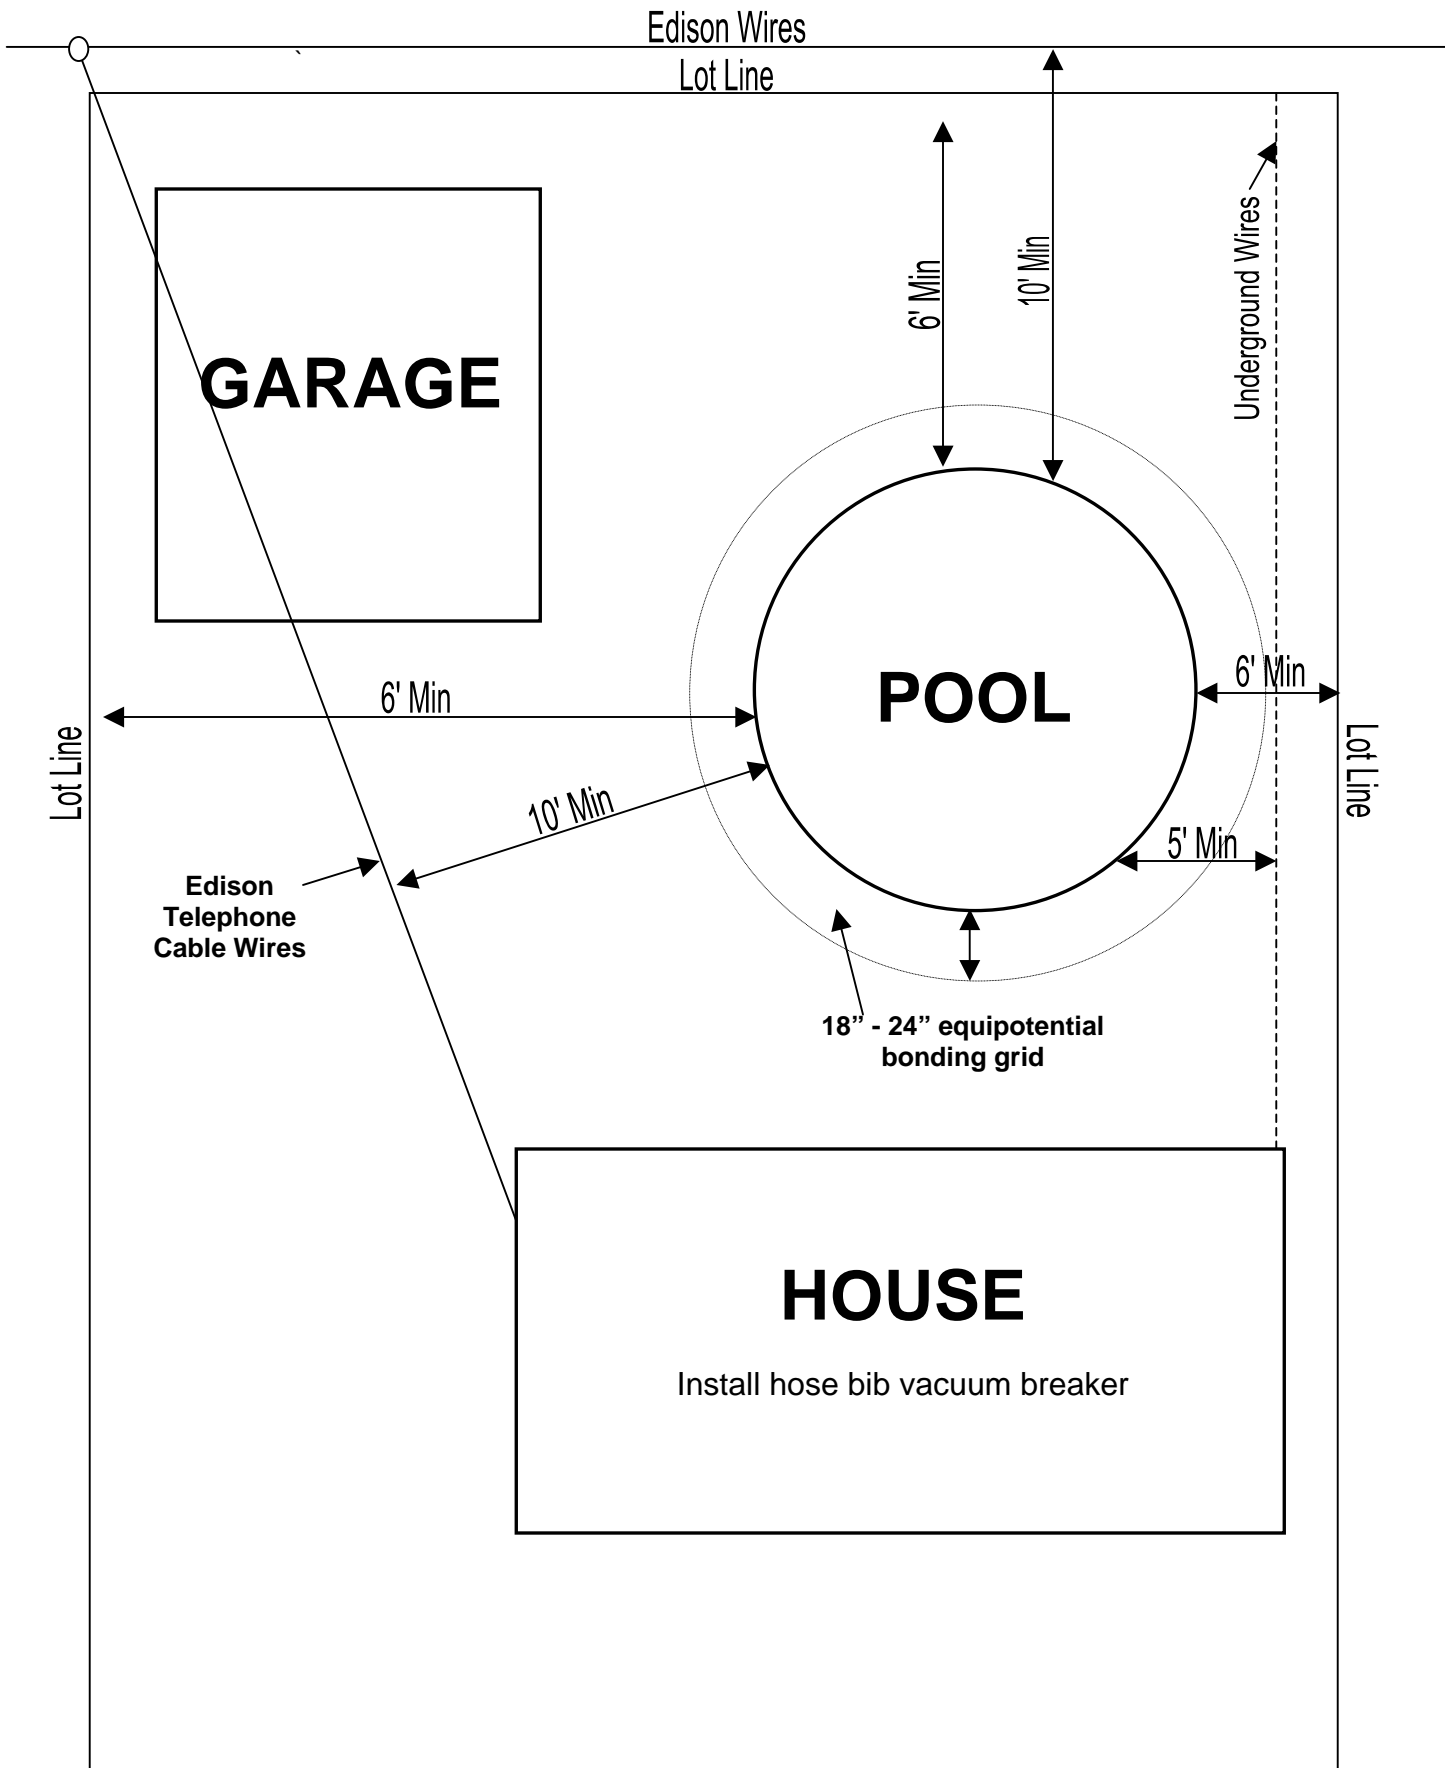 Edison Wires
`
Lot Line
Underground Wires
6' Min
10' Min
GARAGE
6' Min
POOL
6' Min
Lot Line
Lot Line
10' Min
5' Min
Edison
Telephone
Cable Wires
18” - 24” equipotential
bonding grid
HOUSE
Install hose bib vacuum breaker